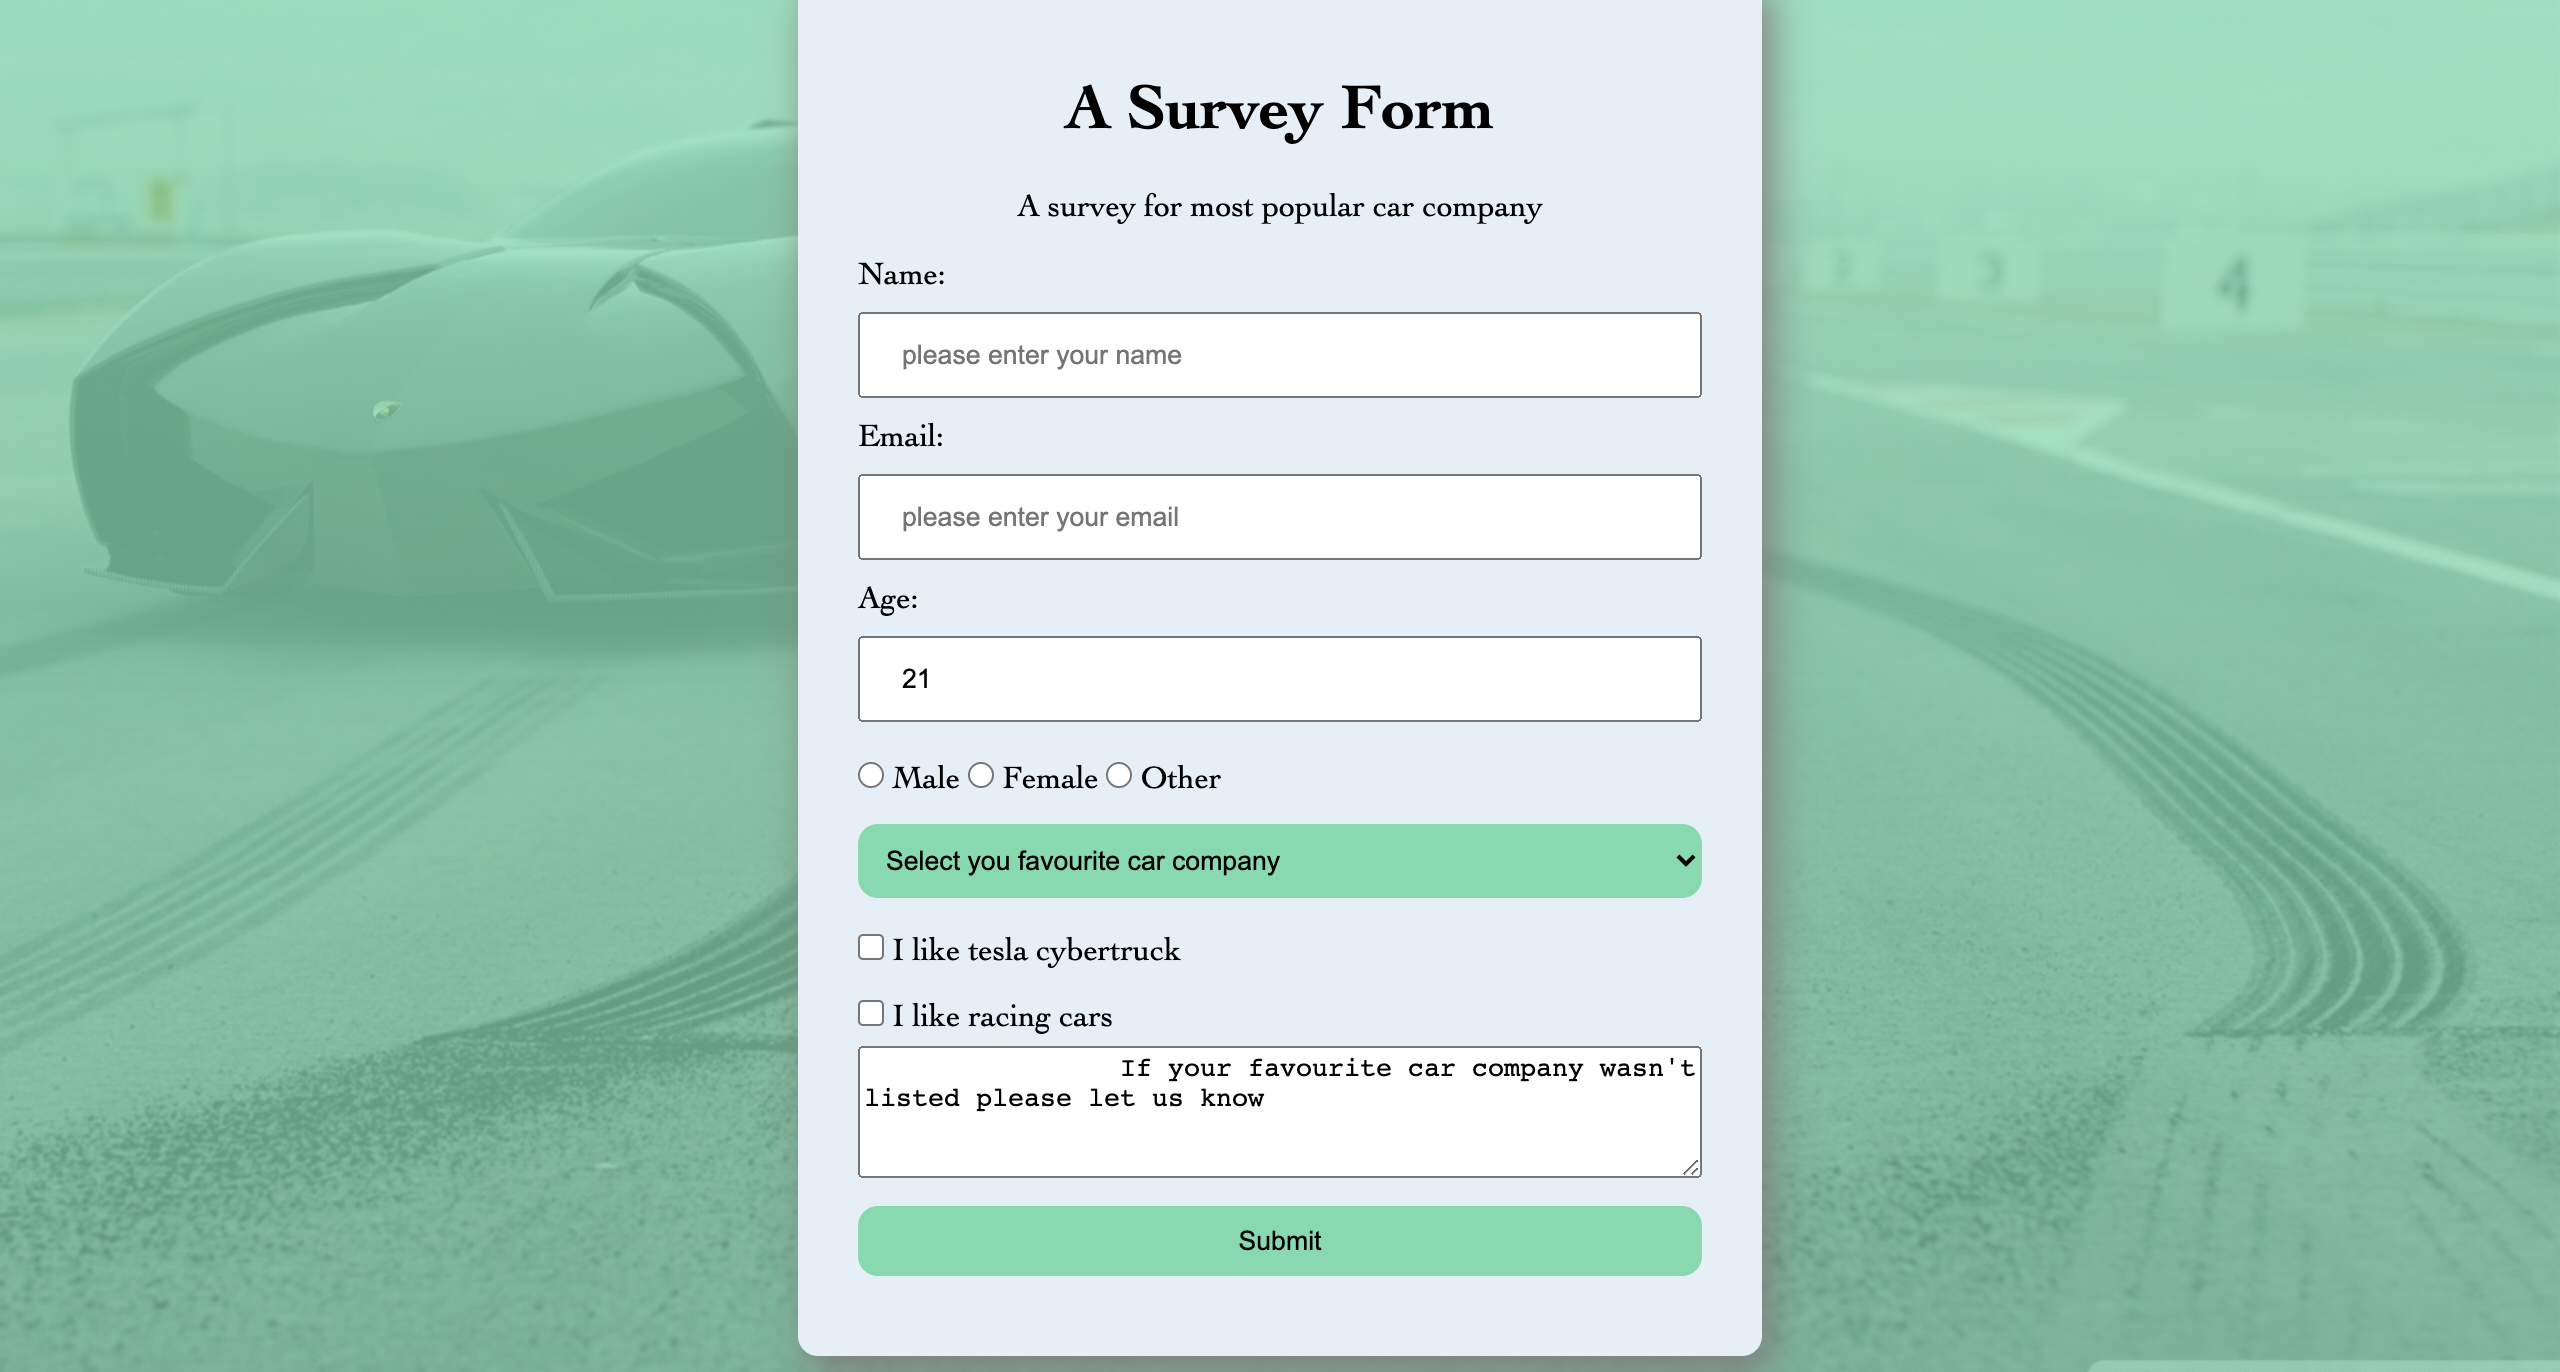 A Survey Form
A survey for most popular car company
Name:
please enter your name
Email:
please enter your email
Age:
21
Male Female Other
Select you favourite car company
I like tesla cybertruck
I like racing cars
If your favourite car company wasn't
listed please let us know
Submit
4
3